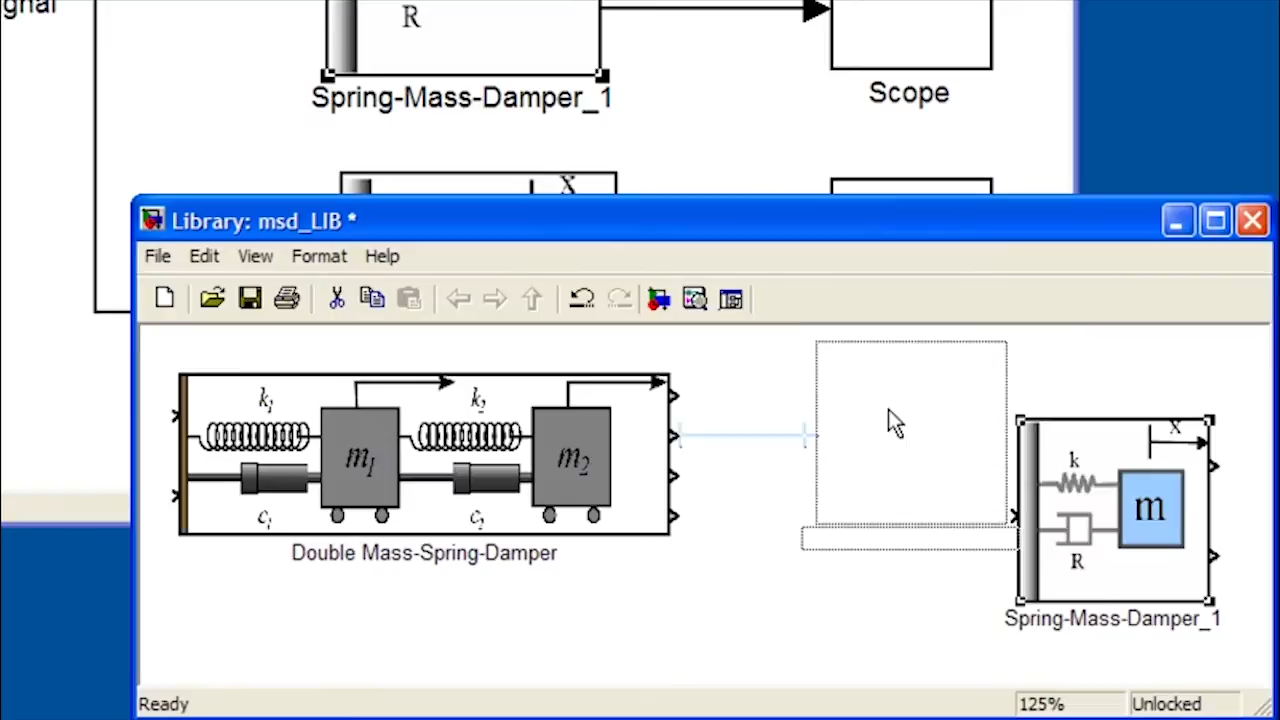 gnal
R
Spring-Mass-Damper_1
Scope
X
Library: msd_LIB *
File Edit View Format Help
k1 k2
m1 m2
c1 c2
Double Mass-Spring-Damper
X
k
m
R
Spring-Mass-Damper_1
Ready 125% Unlocked